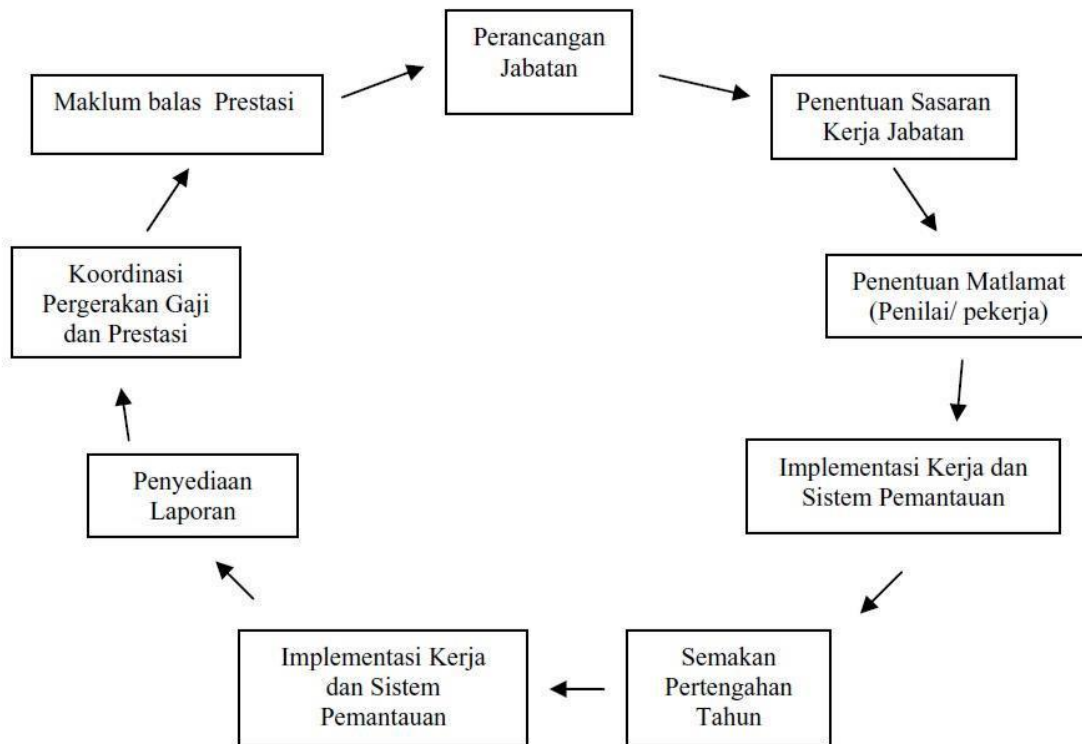 Perancangan
Jabatan
Penentuan Sasaran
Kerja Jabatan
Penentuan Matlamat
(Penilai/ pekerja)
Implementasi Kerja dan
Sistem Pemantauan
Semakan
Pertengahan
Tahun
Implementasi Kerja
dan Sistem
Pemantauan
Penyediaan
Laporan
Koordinasi
Pergerakan Gaji
dan Prestasi
Maklum balas Prestasi